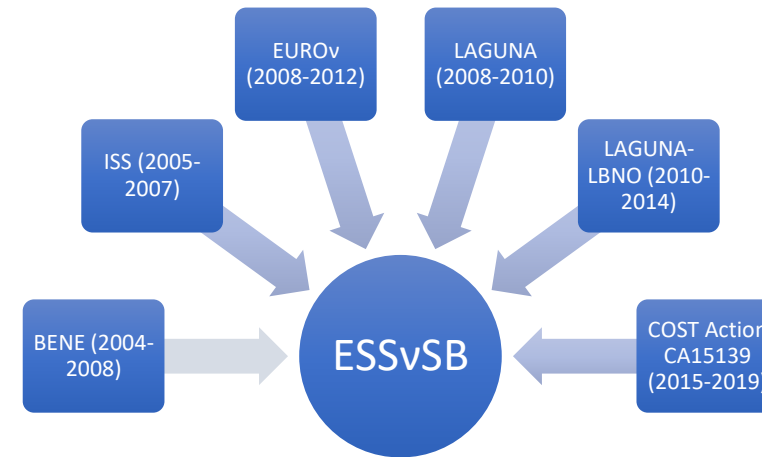 EUROν
(2008-2012)
LAGUNA
(2008-2010)
ISS (2005-
2007)
LAGUNA-
LBNO (2010-
2014)
BENE (2004-
2008)
ESSνSB
COST Action
CA15139
(2015-2019)